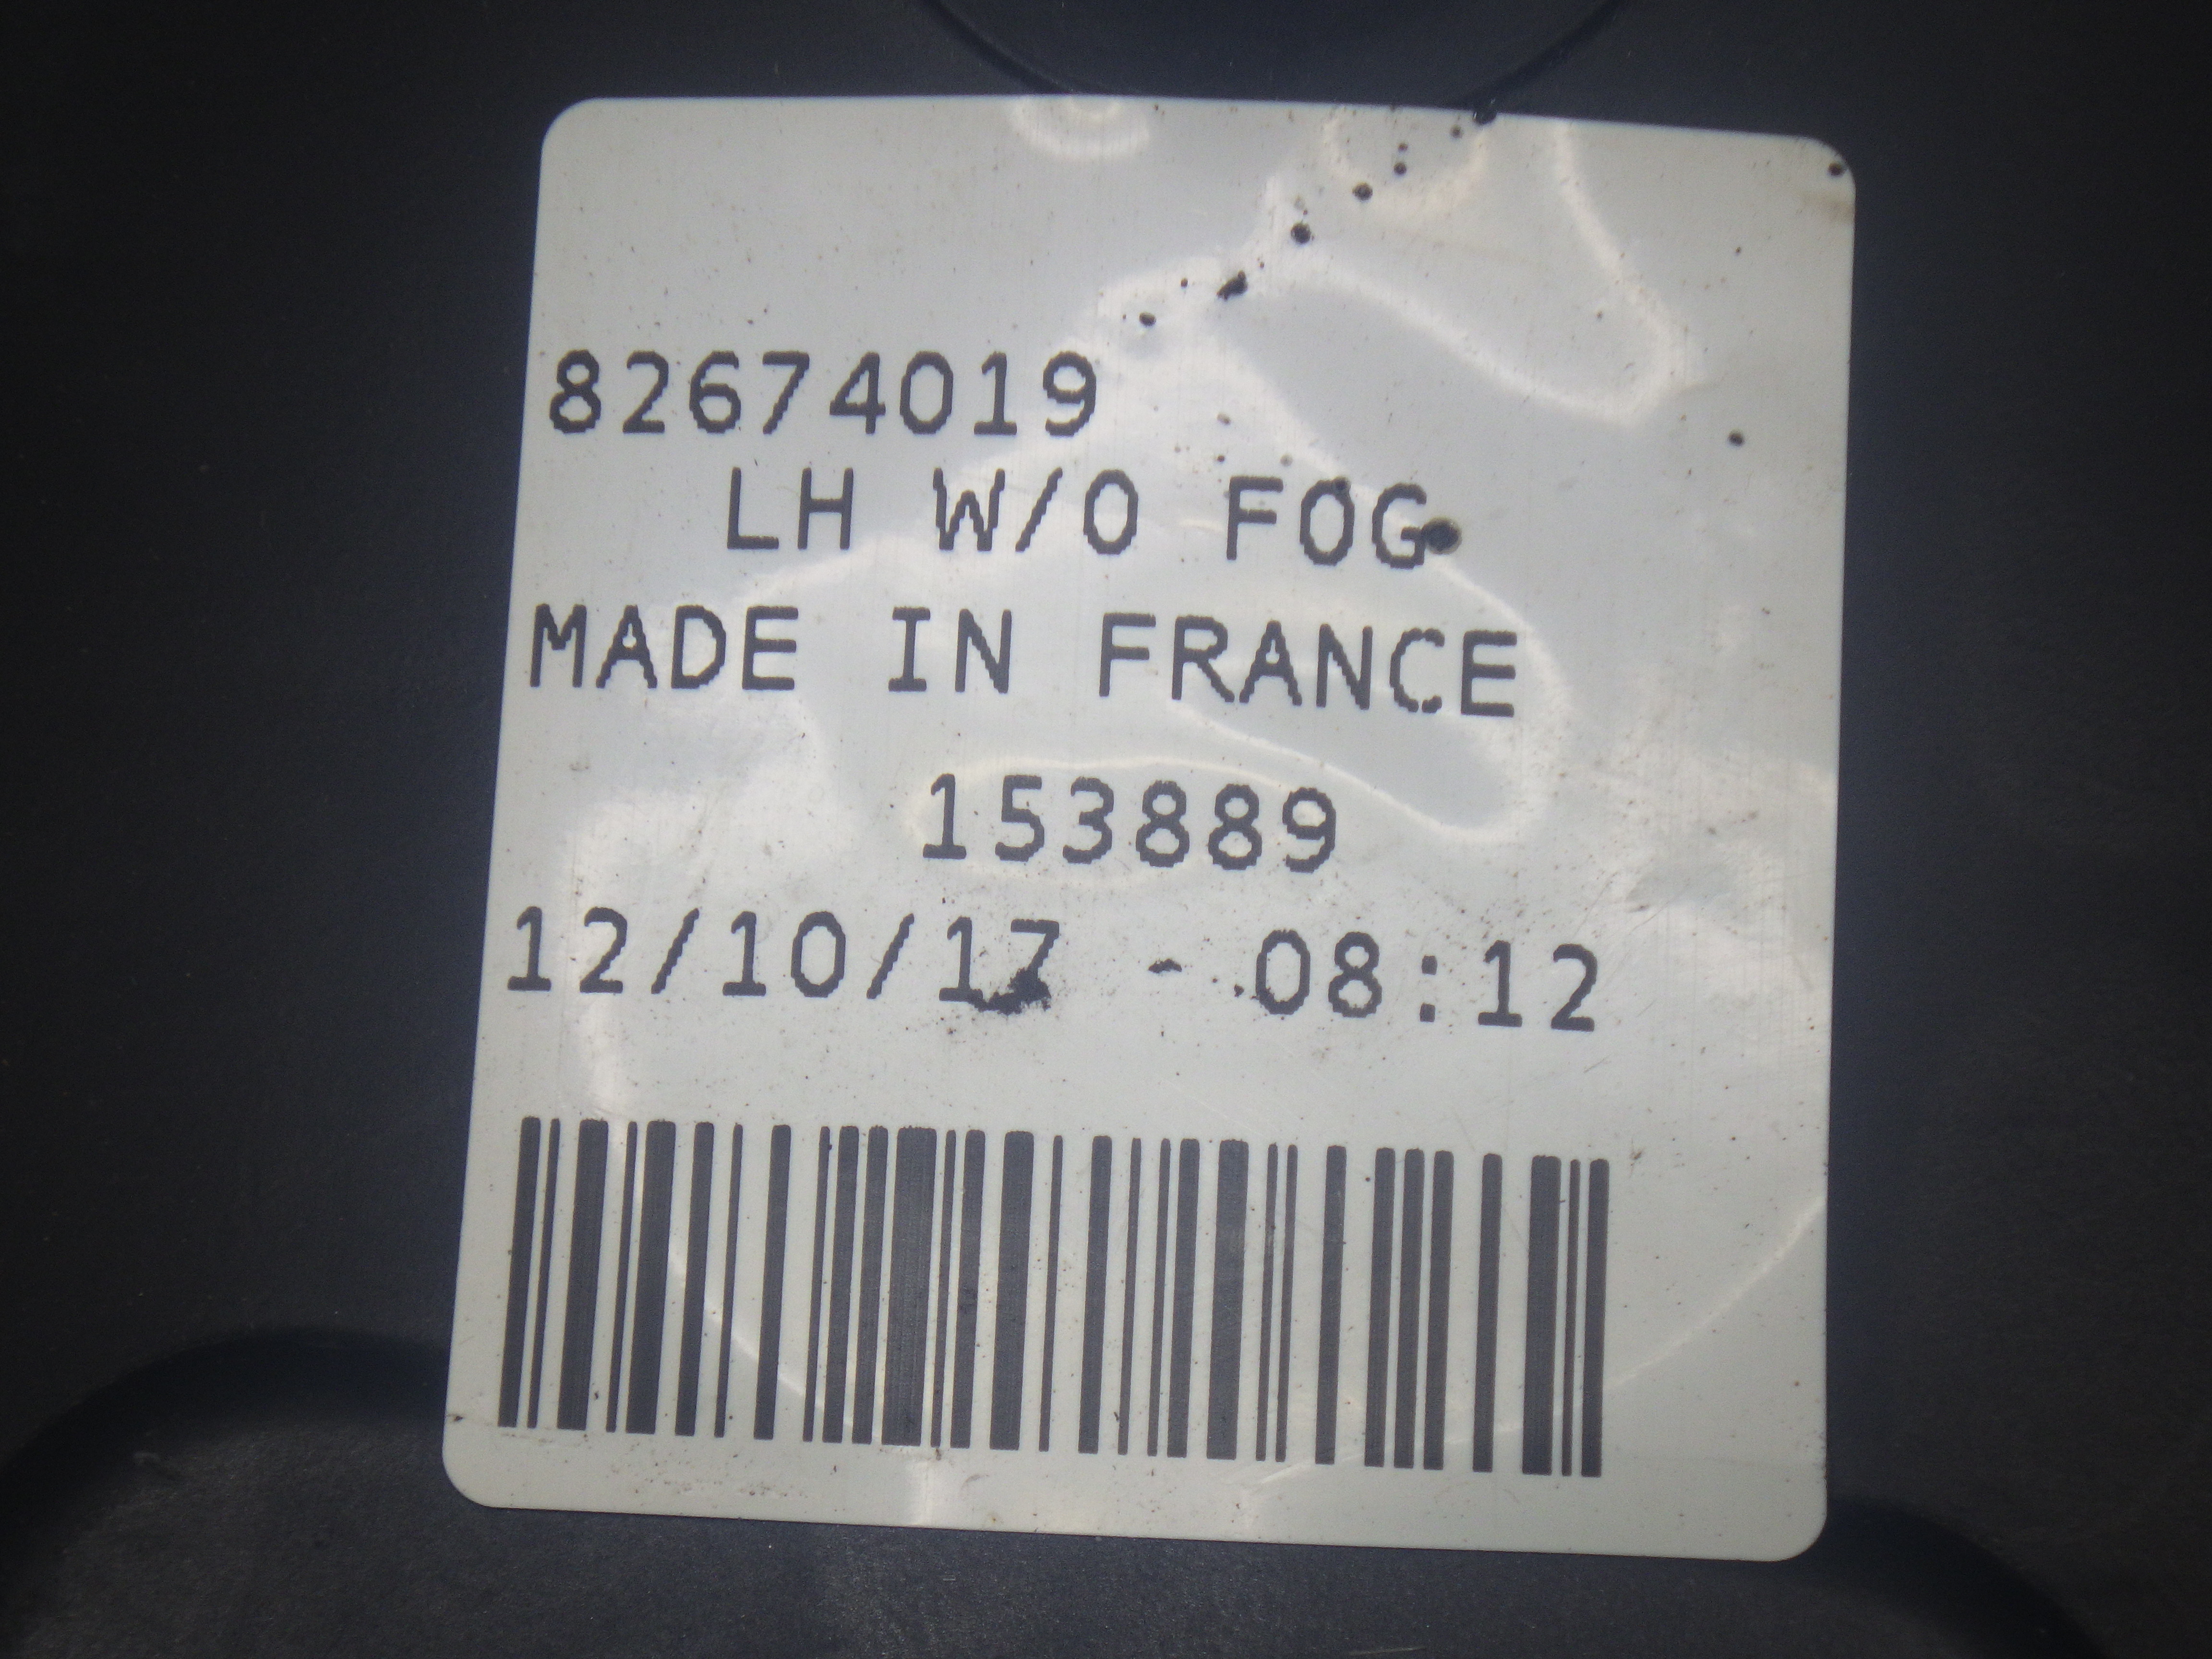 82674019
LH W/O FOG
MADE IN FRANCE
153889
12/10/17 - 08:12